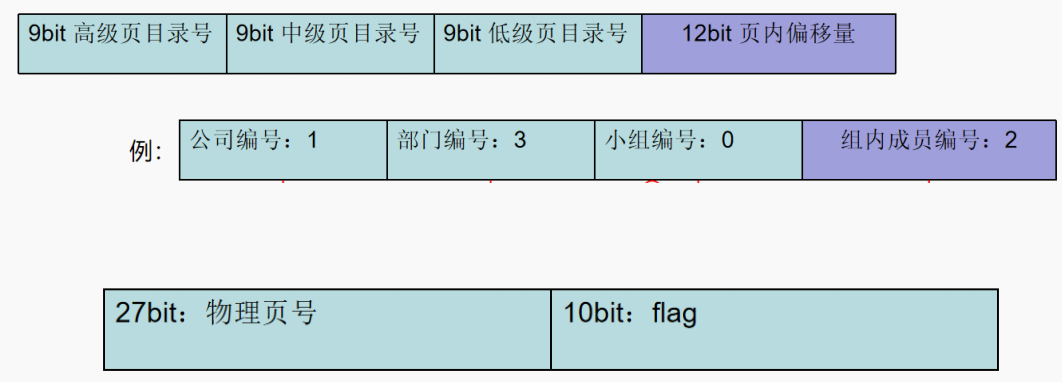 9bit 高级页目录号 9bit 中级页目录号 9bit 低级页目录号 12bit 页内偏移量
例： 公司编号：1 部门编号：3 小组编号：0 组内成员编号：2
27bit：物理页号 10bit：flag